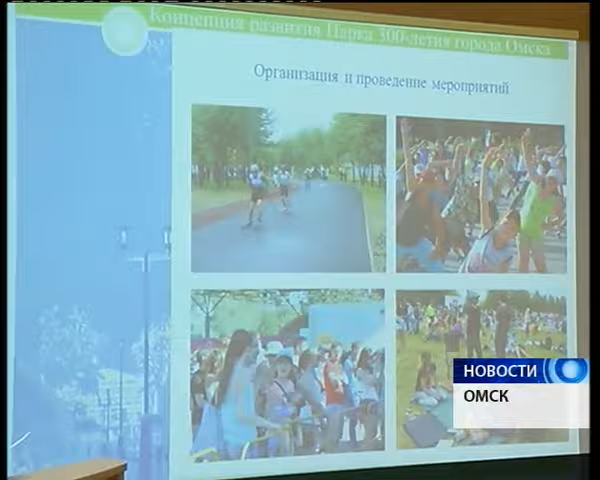 Концепция развития Парка 300-летия города Омска
Организация и проведение мероприятий
НОВОСТИ
ОМСК